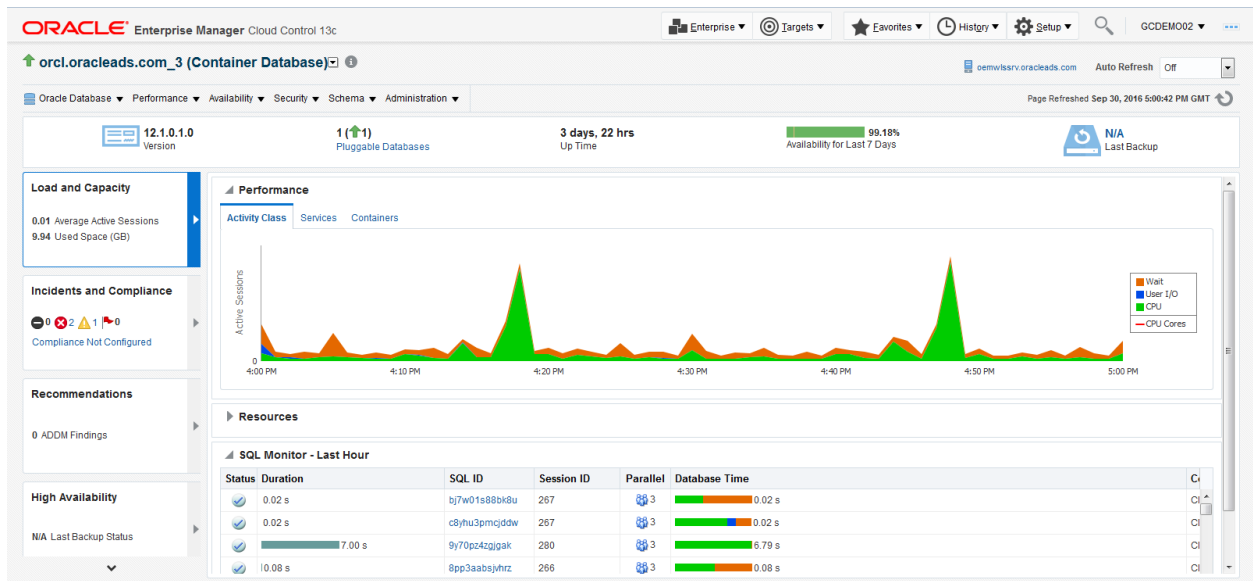 ORACLE® Enterprise Manager Cloud Control 13c
Enterprise ▼ Targets ▼ Favorites ▼ History ▼ Setup ▼ GCDEMO02 ▼
orcl.oracleads.com_3 (Container Database)
oemwlssrv.oracleads.com Auto Refresh Off
Oracle Database ▼ Performance ▼ Availability ▼ Security ▼ Schema ▼ Administration ▼
Page Refreshed Sep 30, 2016 5:00:42 PM GMT
12.1.0.1.0
Version
1 (1)
Pluggable Databases
3 days, 22 hrs
Up Time
99.18%
Availability for Last 7 Days
N/A
Last Backup
Load and Capacity
0.01 Average Active Sessions
9.94 Used Space (GB)
Incidents and Compliance
0 2 1 0
Compliance Not Configured
Recommendations
0 ADDM Findings
High Availability
N/A Last Backup Status
Performance
Activity Class Services Containers
Active Sessions
0
4:00 PM 4:10 PM 4:20 PM 4:30 PM 4:40 PM 4:50 PM 5:00 PM
Wait
User I/O
CPU
CPU Cores
Resources
SQL Monitor - Last Hour
Status Duration SQL ID Session ID Parallel Database Time
0.02 s bj7w01s88bk8u 267 3 0.02 s
0.02 s c8yhu3pmcjddw 267 3 0.02 s
7.00 s 9y70pz4zgjgak 280 3 6.79 s
0.08 s 8pp3aabsjvhrz 266 3 0.08 s